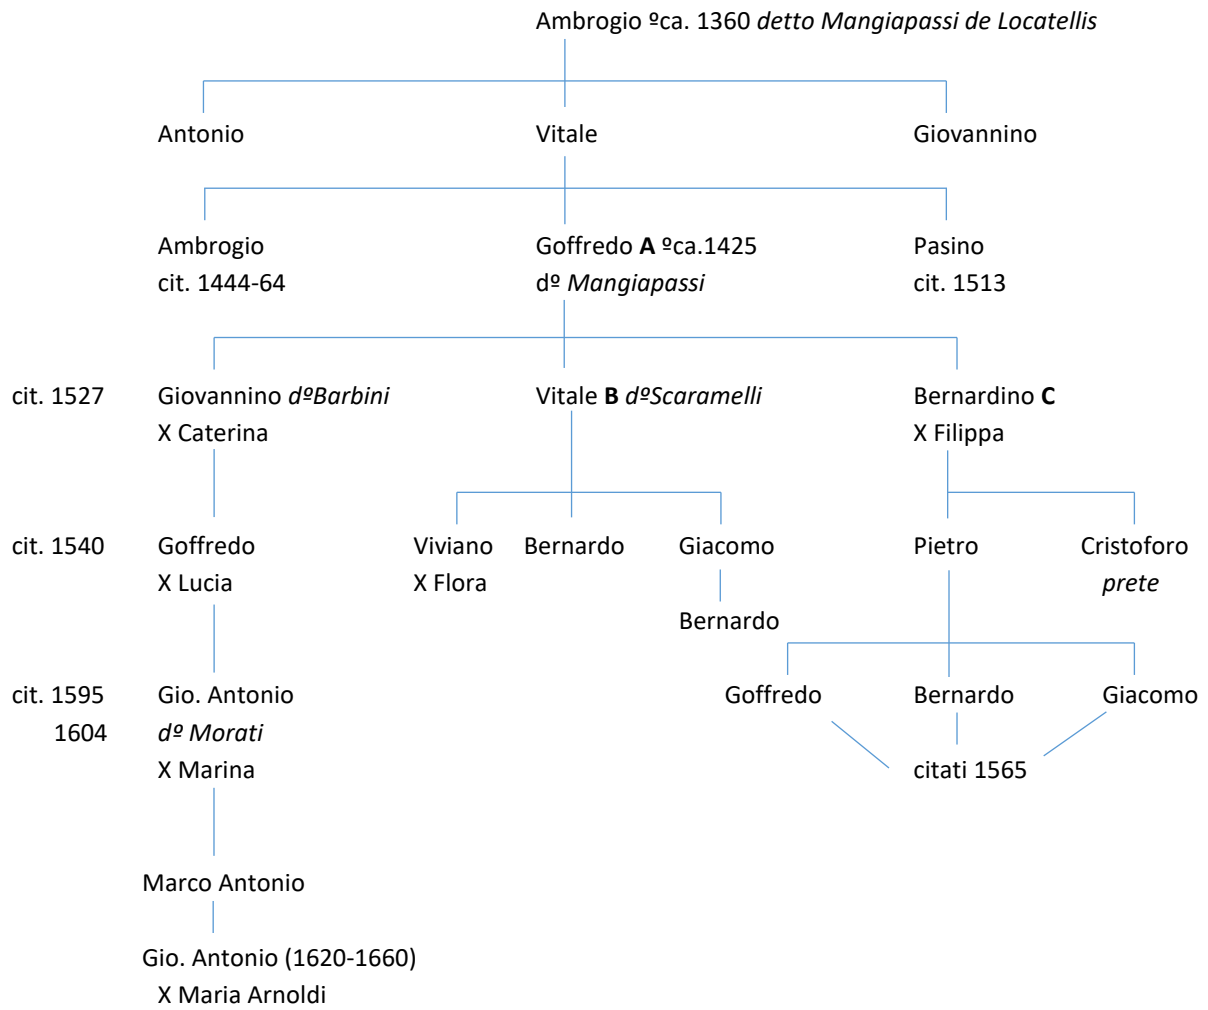 Ambrogio ºca. 1360 detto Mangiapassi de Locatellis
Antonio Vitale Giovannino
Ambrogio Goffredo A ºca.1425 Pasino
cit. 1444-64 dº Mangiapassi cit. 1513
cit. 1527 Giovannino dºBarbini Vitale B dºScaramelli Bernardino C
X Caterina X Filippa
cit. 1540 Goffredo Viviano Bernardo Giacomo Pietro Cristoforo
X Lucia X Flora prete
Bernardo
cit. 1595 Gio. Antonio Goffredo Bernardo Giacomo
1604 dº Morati
X Marina citati 1565
Marco Antonio
Gio. Antonio (1620-1660)
X Maria Arnoldi